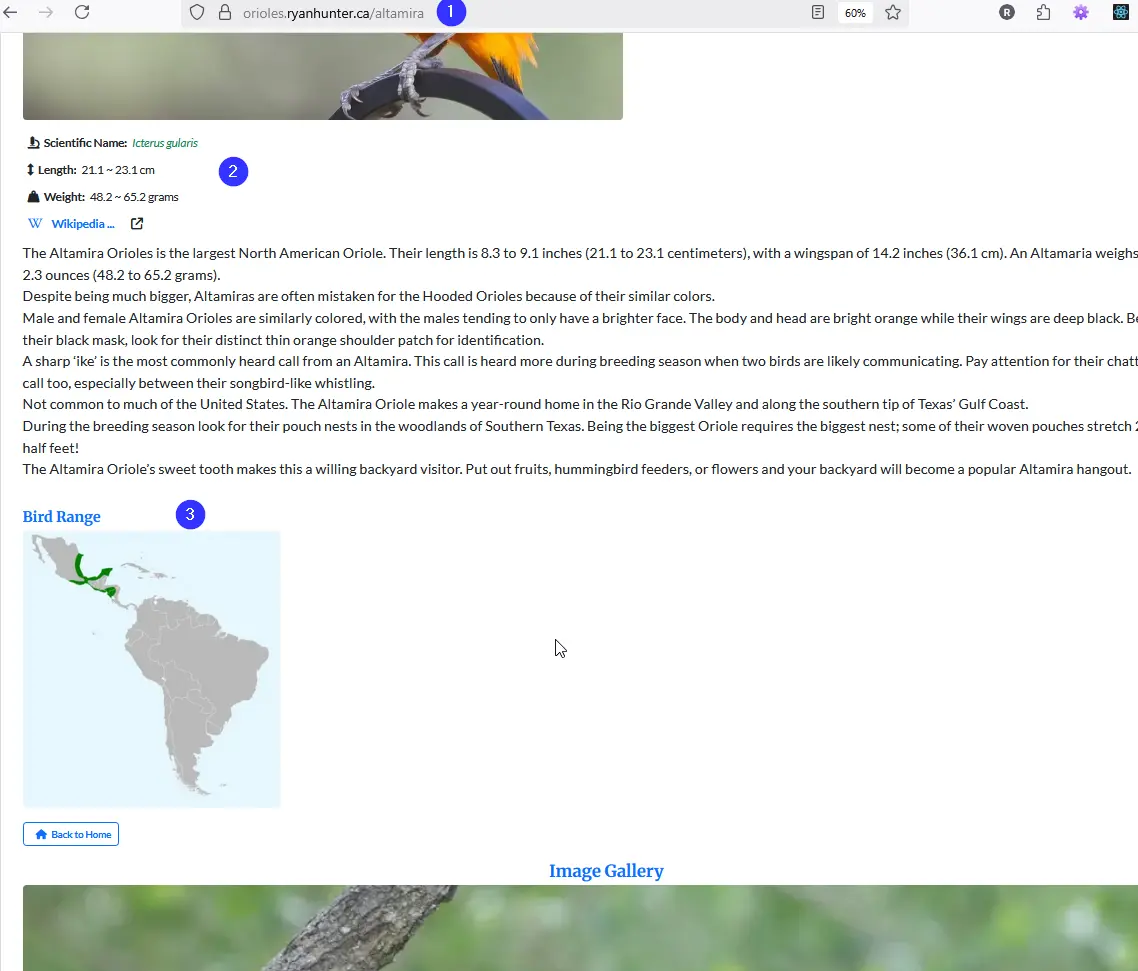 orioles.ryanhunter.ca/altamira
1
60%
R
Scientific Name: Icterus gularis
Length: 21.1 ~ 23.1 cm
2
Weight: 48.2 ~ 65.2 grams
W Wikipedia ...
The Altamira Orioles is the largest North American Oriole. Their length is 8.3 to 9.1 inches (21.1 to 23.1 centimeters), with a wingspan of 14.2 inches (36.1 cm). An Altamaria weighs
2.3 ounces (48.2 to 65.2 grams).
Despite being much bigger, Altamiras are often mistaken for the Hooded Orioles because of their similar colors.
Male and female Altamira Orioles are similarly colored, with the males tending to only have a brighter face. The body and head are bright orange while their wings are deep black.
their black mask, look for their distinct thin orange shoulder patch for identification.
A sharp ‘ike’ is the most commonly heard call from an Altamira. This call is heard more during breeding season when two birds are likely communicating. Pay attention for their
call too, especially between their songbird-like whistling.
Not common to much of the United States. The Altamira Oriole makes a year-round home in the Rio Grande Valley and along the southern tip of Texas’ Gulf Coast.
During the breeding season look for their pouch nests in the woodlands of Southern Texas. Being the biggest Oriole requires the biggest nest; some of their woven pouches stretch
half feet!
The Altamira Oriole’s sweet tooth makes this a willing backyard visitor. Put out fruits, hummingbird feeders, or flowers and your backyard will become a popular Altamira hangout.
Bird Range
3
Back to Home
Image Gallery